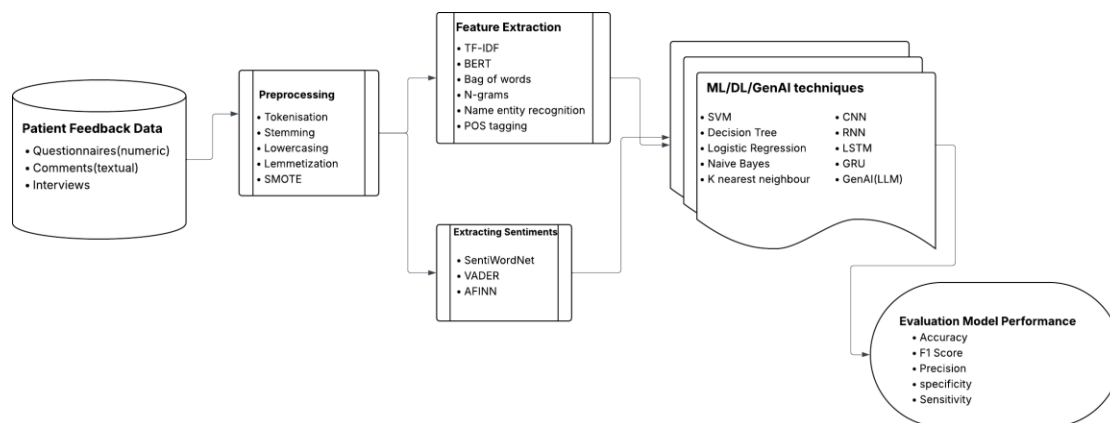 Patient Feedback Data
• Questionnaires(numeric)
• Comments(textual)
• Interviews
Preprocessing
• Tokenisation
• Stemming
• Lowercasing
• Lemmetization
• SMOTE
Feature Extraction
• TF-IDF
• BERT
• Bag of words
• N-grams
• Name entity recognition
• POS tagging
Extracting Sentiments
• SentiWordNet
• VADER
• AFINN
ML/DL/GenAI techniques
• SVM
• Decision Tree
• Logistic Regression
• Naive Bayes
• K nearest neighbour
• CNN
• RNN
• LSTM
• GRU
• GenAI(LLM)
Evaluation Model Performance
• Accuracy
• F1 Score
• Precision
• specificity
• Sensitivity